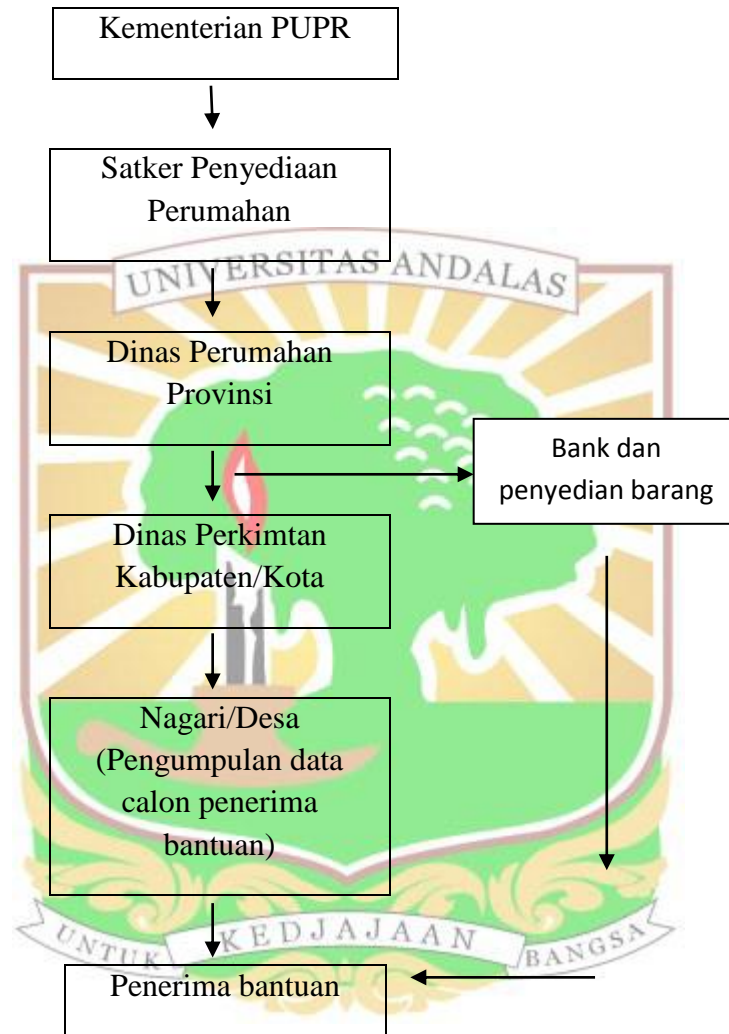 Kementerian PUPR
Satker Penyediaan
Perumahan
UNIVERSITAS ANDALAS
Dinas Perumahan
Provinsi
Bank dan
penyedian barang
Dinas Perkimtan
Kabupaten/Kota
Nagari/Desa
(Pengumpulan data
calon penerima
bantuan)
UNTUK KEDJAJAAN BANGSA
Penerima bantuan